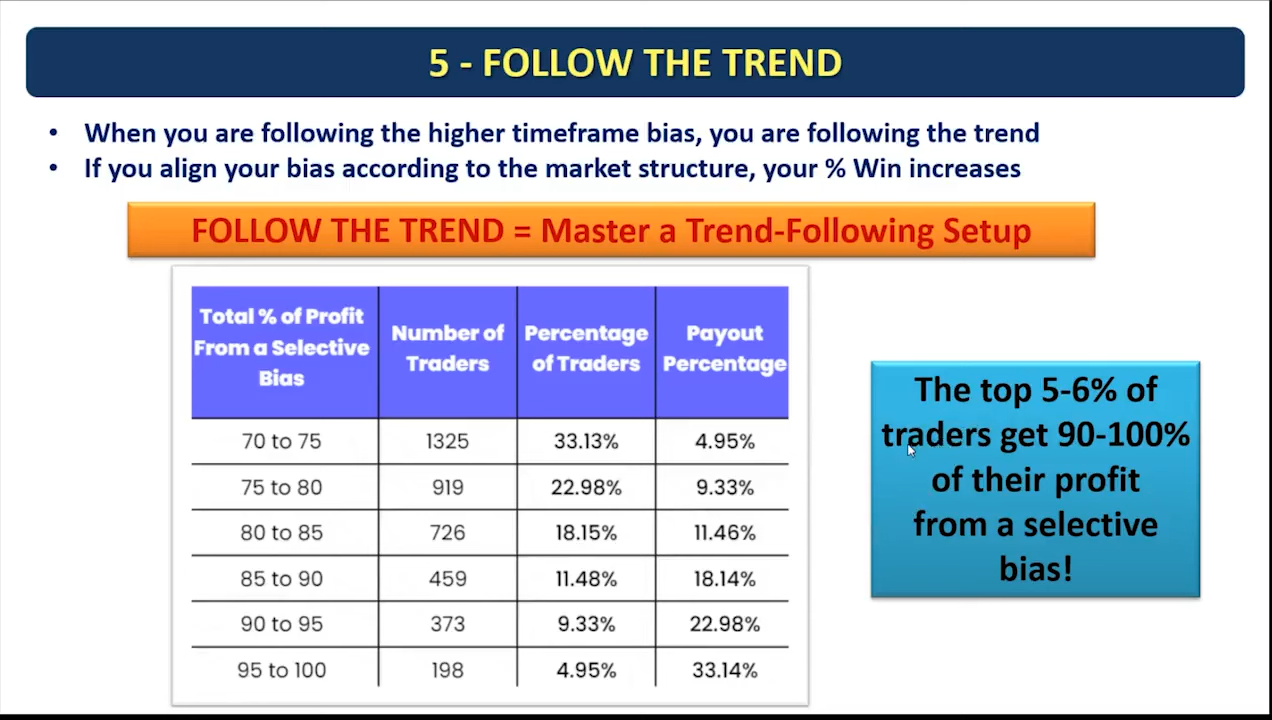 5 - FOLLOW THE TREND
• When you are following the higher timeframe bias, you are following the trend
• If you align your bias according to the market structure, your % Win increases
FOLLOW THE TREND = Master a Trend-Following Setup
Total % of Profit
From a Selective
Bias
Number of
Traders
Percentage
of Traders
Payout
Percentage
70 to 75 1325 33.13% 4.95%
75 to 80 919 22.98% 9.33%
80 to 85 726 18.15% 11.46%
85 to 90 459 11.48% 18.14%
90 to 95 373 9.33% 22.98%
95 to 100 198 4.95% 33.14%
The top 5-6% of
traders get 90-100%
of their profit
from a selective
bias!